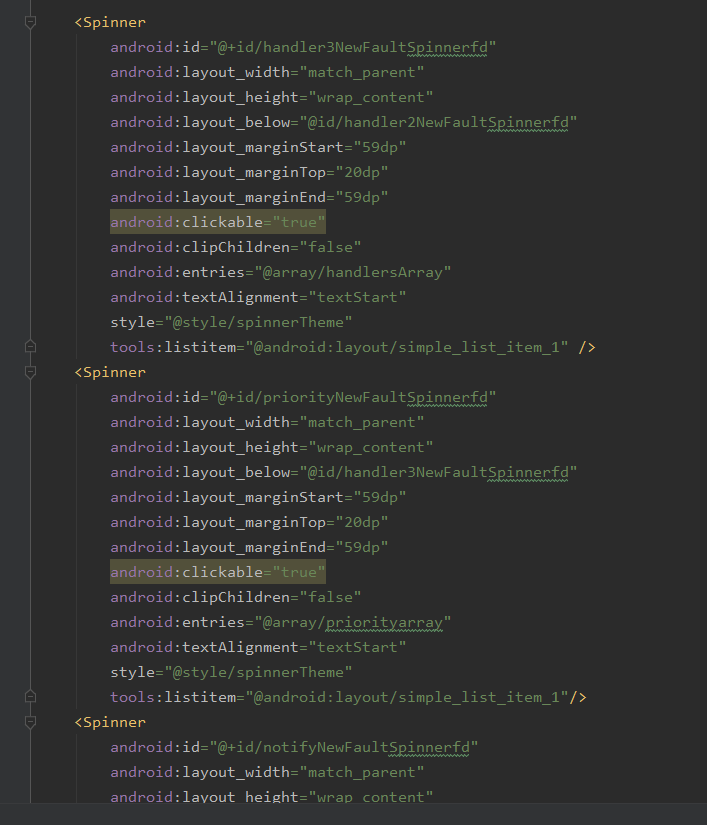 <Spinner
android:id="@+id/handler3NewFaultSpinnerfd"
android:layout_width="match_parent"
android:layout_height="wrap_content"
android:layout_below="@id/handler2NewFaultSpinnerfd"
android:layout_marginStart="59dp"
android:layout_marginTop="20dp"
android:layout_marginEnd="59dp"
android:clickable="true"
android:clipChildren="false"
android:entries="@array/handlersArray"
android:textAlignment="textStart"
style="@style/spinnerTheme"
tools:listitem="@android:layout/simple_list_item_1" />
<Spinner
android:id="@+id/priorityNewFaultSpinnerfd"
android:layout_width="match_parent"
android:layout_height="wrap_content"
android:layout_below="@id/handler3NewFaultSpinnerfd"
android:layout_marginStart="59dp"
android:layout_marginTop="20dp"
android:layout_marginEnd="59dp"
android:clickable="true"
android:clipChildren="false"
android:entries="@array/priorityarray"
android:textAlignment="textStart"
style="@style/spinnerTheme"
tools:listitem="@android:layout/simple_list_item_1"/>
<Spinner
android:id="@+id/notifyNewFaultSpinnerfd"
android:layout_width="match_parent"
android:layout_height="wrap_content"